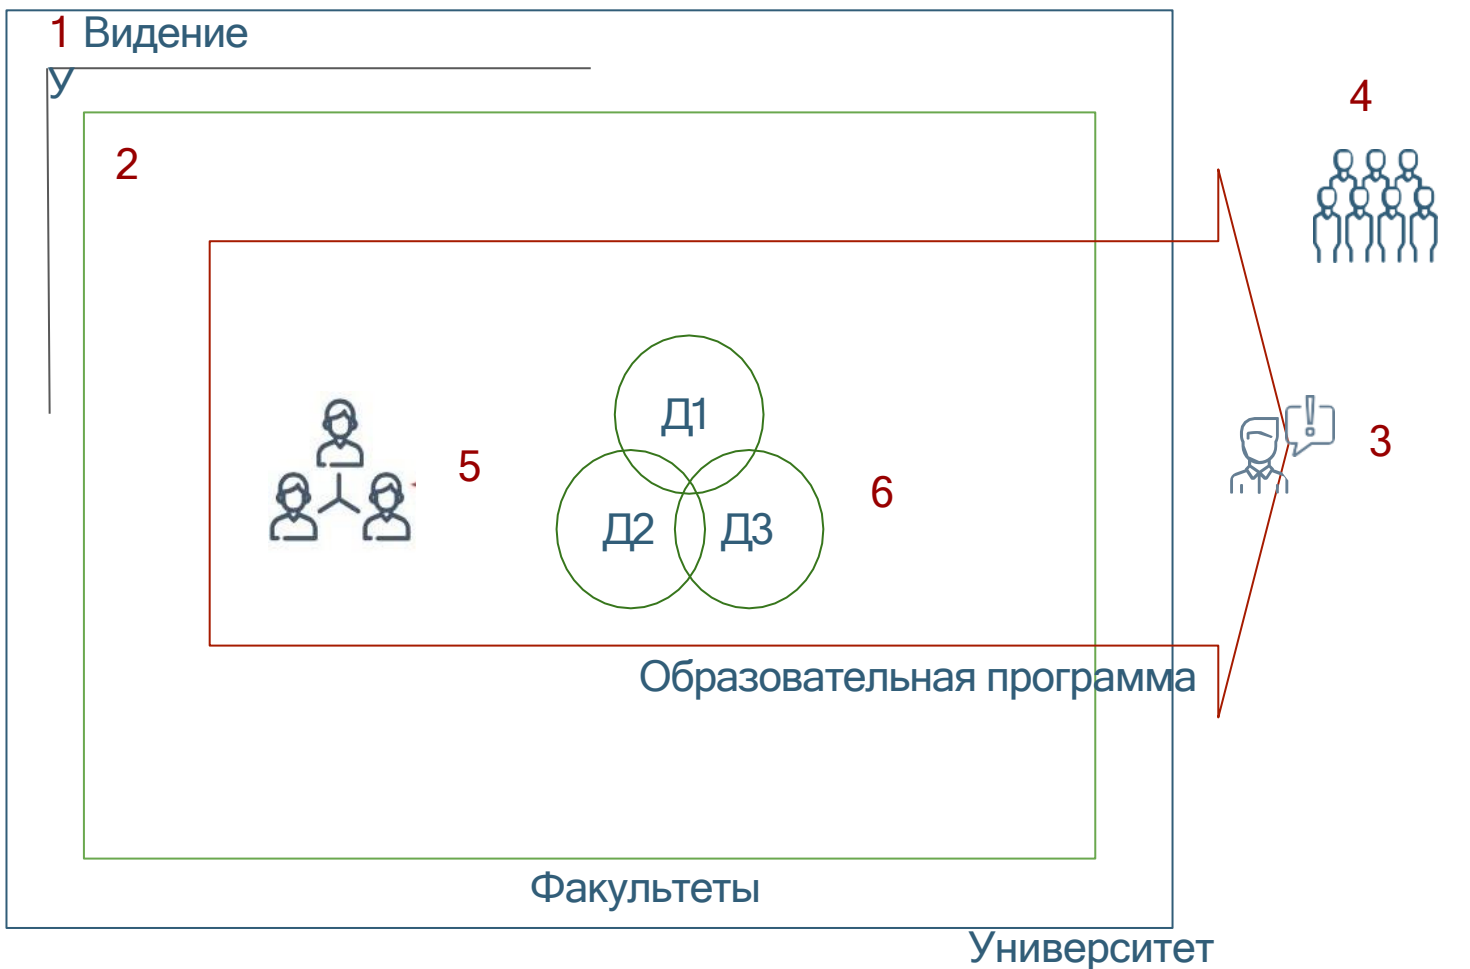 1 Видение
У
4
2
Д1
3
5
6
Д2
Д3
Образовательная программа
Факультеты
Университет